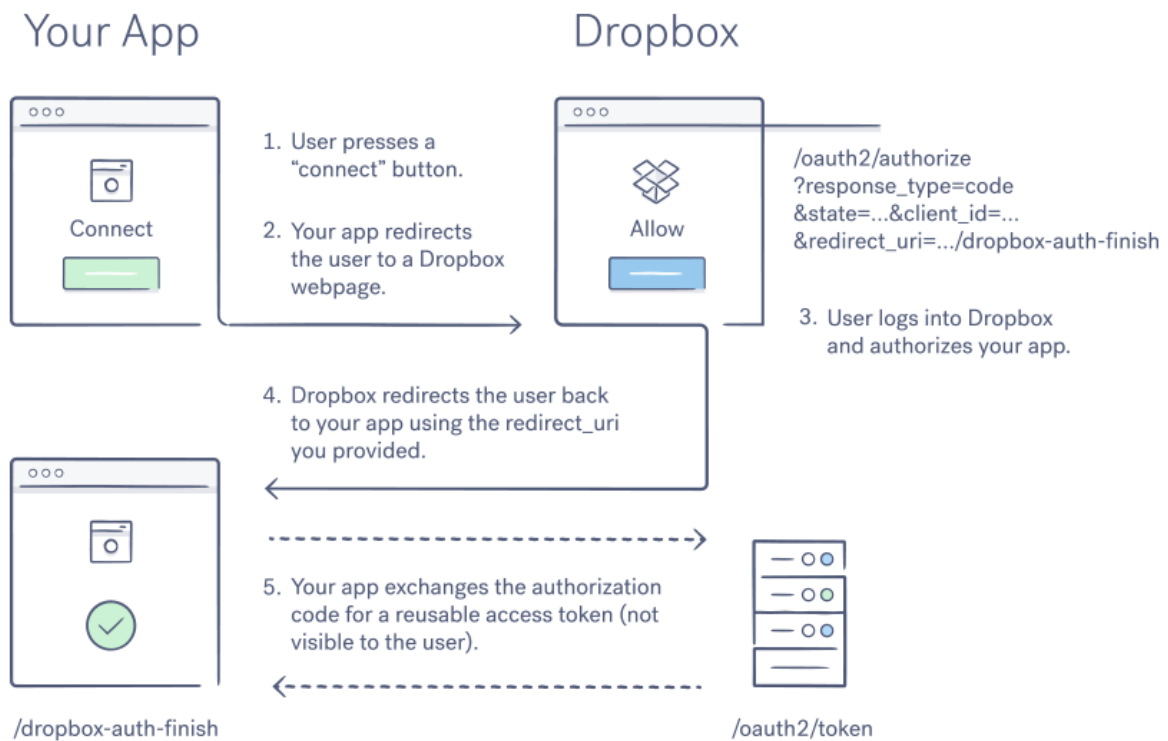 Your App
Dropbox
1. User presses a
“connect” button.
Connect
2. Your app redirects
the user to a Dropbox
webpage.
Allow
/oauth2/authorize
?response_type=code
&state=...&client_id=...
&redirect_uri=.../dropbox-auth-finish
3. User logs into Dropbox
and authorizes your app.
4. Dropbox redirects the user back
to your app using the redirect_uri
you provided.
5. Your app exchanges the authorization
code for a reusable access token (not
visible to the user).
/dropbox-auth-finish
/oauth2/token